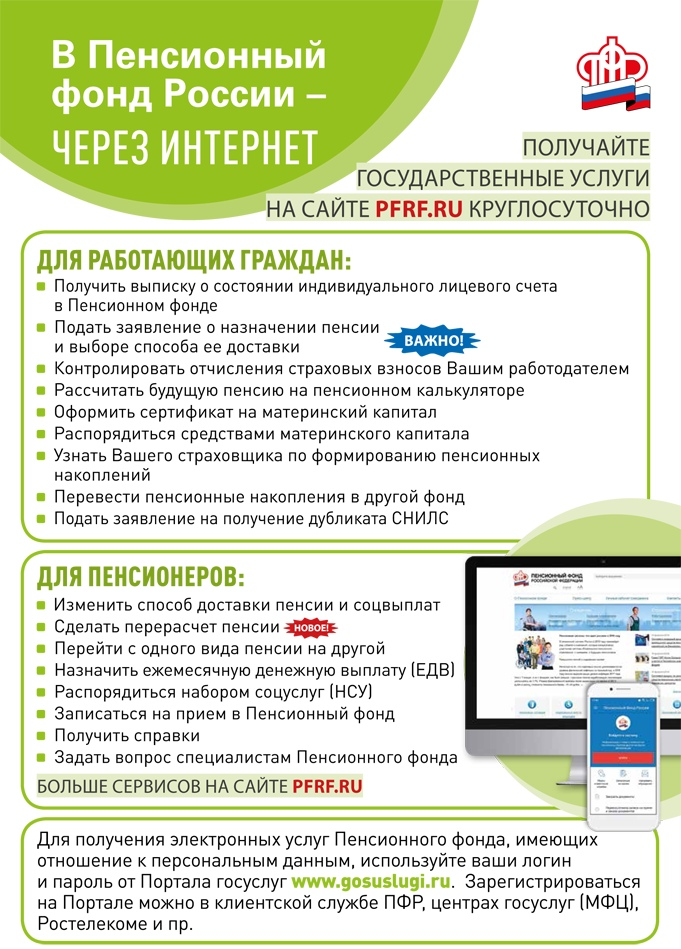 В Пенсионный
фонд России –
ЧЕРЕЗ ИНТЕРНЕТ
ПОЛУЧАЙТЕ
ГОСУДАРСТВЕННЫЕ УСЛУГИ
НА САЙТЕ PFRF.RU КРУГЛОСУТОЧНО
ДЛЯ РАБОТАЮЩИХ ГРАЖДАН:
Получить выписку о состоянии индивидуального лицевого счета
в Пенсионном фонде
Подать заявление о назначении пенсии
и выборе способа ее доставки
ВАЖНО!
Контролировать отчисления страховых взносов Вашим работодателем
Рассчитать будущую пенсию на пенсионном калькуляторе
Оформить сертификат на материнский капитал
Распорядиться средствами материнского капитала
Узнать Вашего страховщика по формированию пенсионных
накоплений
Перевести пенсионные накопления в другой фонд
Подать заявление на получение дубликата СНИЛС
ДЛЯ ПЕНСИОНЕРОВ:
Изменить способ доставки пенсии и соцвыплат
Сделать перерасчет пенсии НОВОЕ!
Перейти с одного вида пенсии на другой
Назначить ежемесячную денежную выплату (ЕДВ)
Распорядиться набором соцуслуг (НСУ)
Записаться на прием в Пенсионный фонд
Получить справки
Задать вопрос специалистам Пенсионного фонда
БОЛЬШЕ СЕРВИСОВ НА САЙТЕ PFRF.RU
ПЕНСИОННЫЙ ФОНД
РОССИЙСКОЙ ФЕДЕРАЦИИ
Для получения электронных услуг Пенсионного фонда, имеющих
отношение к персональным данным, используйте ваши логин
и пароль от Портала госуслуг www.gosuslugi.ru. Зарегистрироваться
на Портале можно в клиентской службе ПФР, центрах госуслуг (МФЦ),
Ростелекоме и пр.